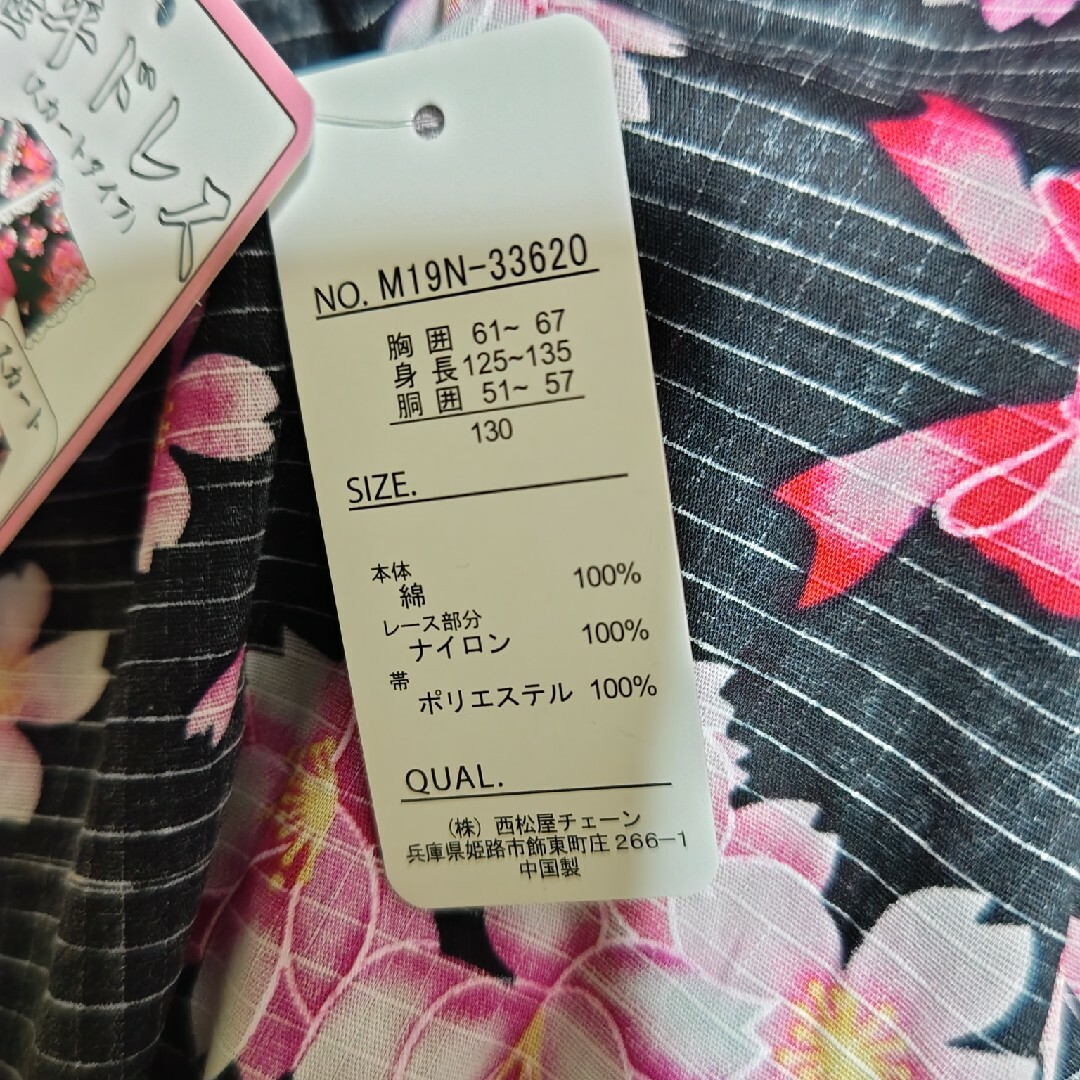 ドレス
(スカートタイプ)
NO. M19N-33620
胸囲 61~ 67
身長 125~135
胴囲 51~ 57
130
SIZE.
本体
綿 100%
レース部分
ナイロン 100%
帯
ポリエステル 100%
QUAL.
(株) 西松屋チェーン
兵庫県姫路市飾東町庄266-1
中国製